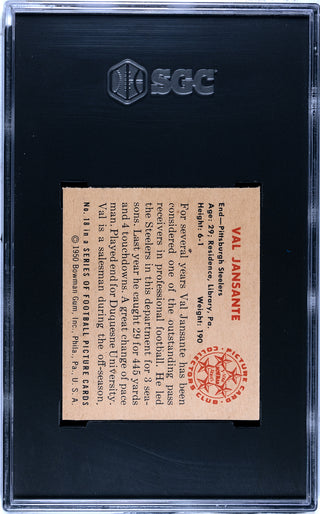 SGC
VAL JANSANTE
End—Pittsburgh Steelers
Age: 29; Residence, Library, Pa.
Height: 6-1 Weight: 190
For several years Val Jansante has been
considered one of the outstanding pass
receivers in professional football. He led
the Steelers in this department for 3 sea-
sons. Last year he caught 29 for 445 yards
and 4 touchdowns. A great change of pace
man. Played end for Duquesne University.
Val is a salesman during the off-season.
No. 18 in a SERIES OF FOOTBALL PICTURE CARDS
© 1950 Bowman Gum, Inc., Phila., Pa., U. S. A.
PICTURE CARD
COLLECTORS CLUB